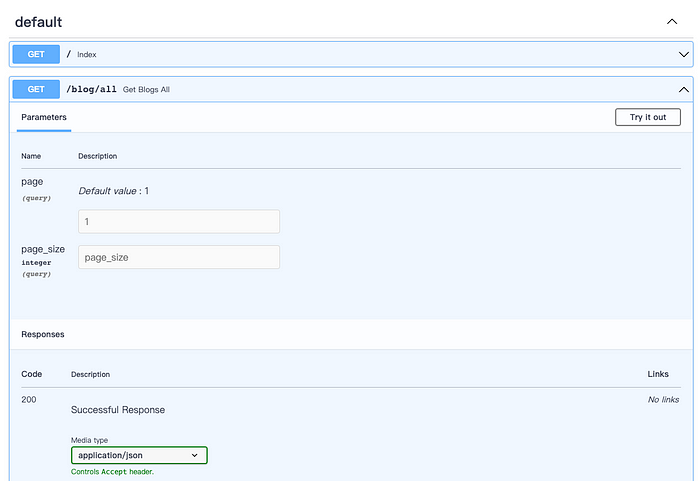 default
GET / Index
GET /blog/all Get Blogs All
Parameters Try it out
Name Description
page
(query)
Default value : 1
1
page_size
integer
(query)
page_size
Responses
Code Description Links
200
Successful Response
No links
Media type
application/json
Controls Accept header.